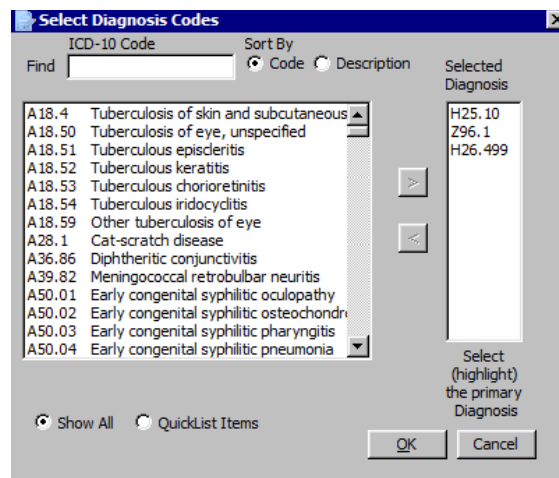 Select Diagnosis Codes
ICD-10 Code
Sort By
Find
Code
Description
Selected
Diagnosis
A18.4 Tuberculosis of skin and subcutaneous
A18.50 Tuberculosis of eye, unspecified
A18.51 Tuberculous episcleritis
A18.52 Tuberculous keratitis
A18.53 Tuberculous chorioretinitis
A18.54 Tuberculous iridocyclitis
A18.59 Other tuberculosis of eye
A28.1 Cat-scratch disease
A36.86 Diphtheritic conjunctivitis
A39.82 Meningococcal retrobulbar neuritis
A50.01 Early congenital syphilitic oculopathy
A50.02 Early congenital syphilitic osteochondr
A50.03 Early congenital syphilitic pharyngitis
A50.04 Early congenital syphilitic pneumonia
>
<
H25.10
Z96.1
H26.499
Select
(highlight)
the primary
Diagnosis
Show All
QuickList Items
OK
Cancel